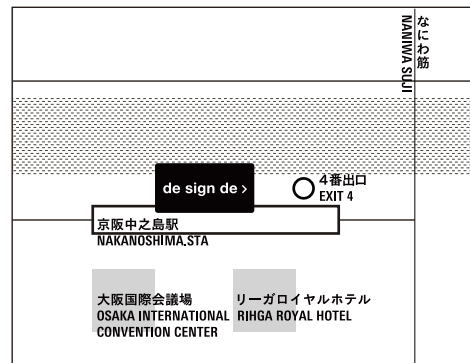 なにわ筋
NANIWA SUJI
de sign de >
4番出口
EXIT 4
京阪中之島駅
NAKANOSHIMA.STA
大阪国際会議場
OSAKA INTERNATIONAL
CONVENTION CENTER
リーガロイヤルホテル
RIHGA ROYAL HOTEL